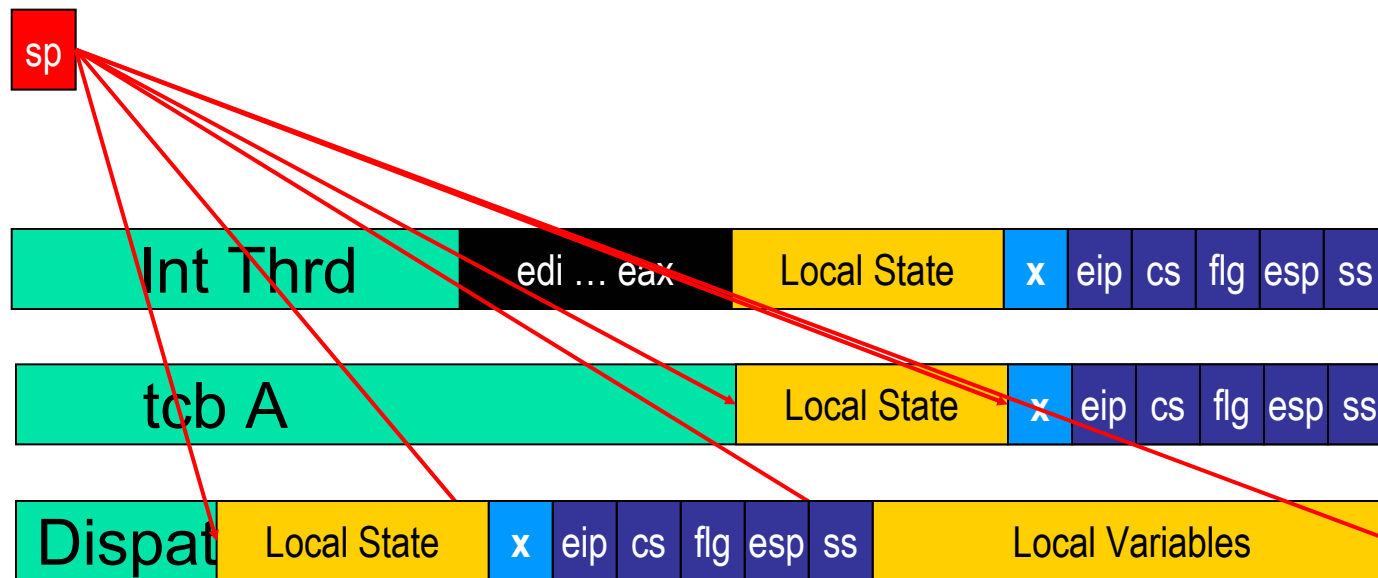 sp
Int Thrd edi … eax Local State x eip cs flg esp ss
tcb A Local State x eip cs flg esp ss
Dispat Local State x eip cs flg esp ss Local Variables